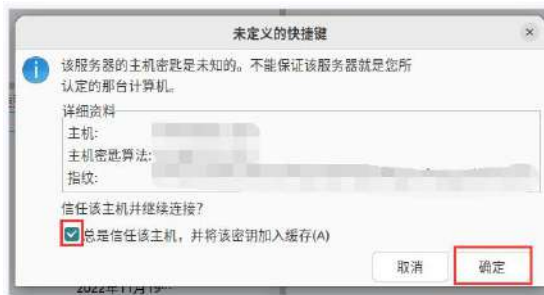 未定义的快捷键
该服务器的主机密匙是未知的。不能保证该服务器就是您所
认定的那台计算机。
详细资料
主机:
主机密匙算法:
指纹:
信任该主机并继续连接?
总是信任该主机，并将该密钥加入缓存(A)
取消
确定